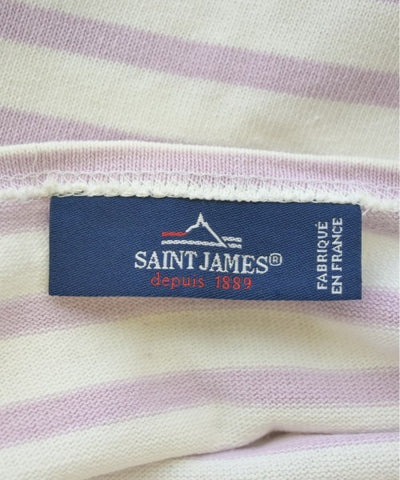 SAINT JAMES®
depuis 1889
FABRIQUÉ
EN FRANCE